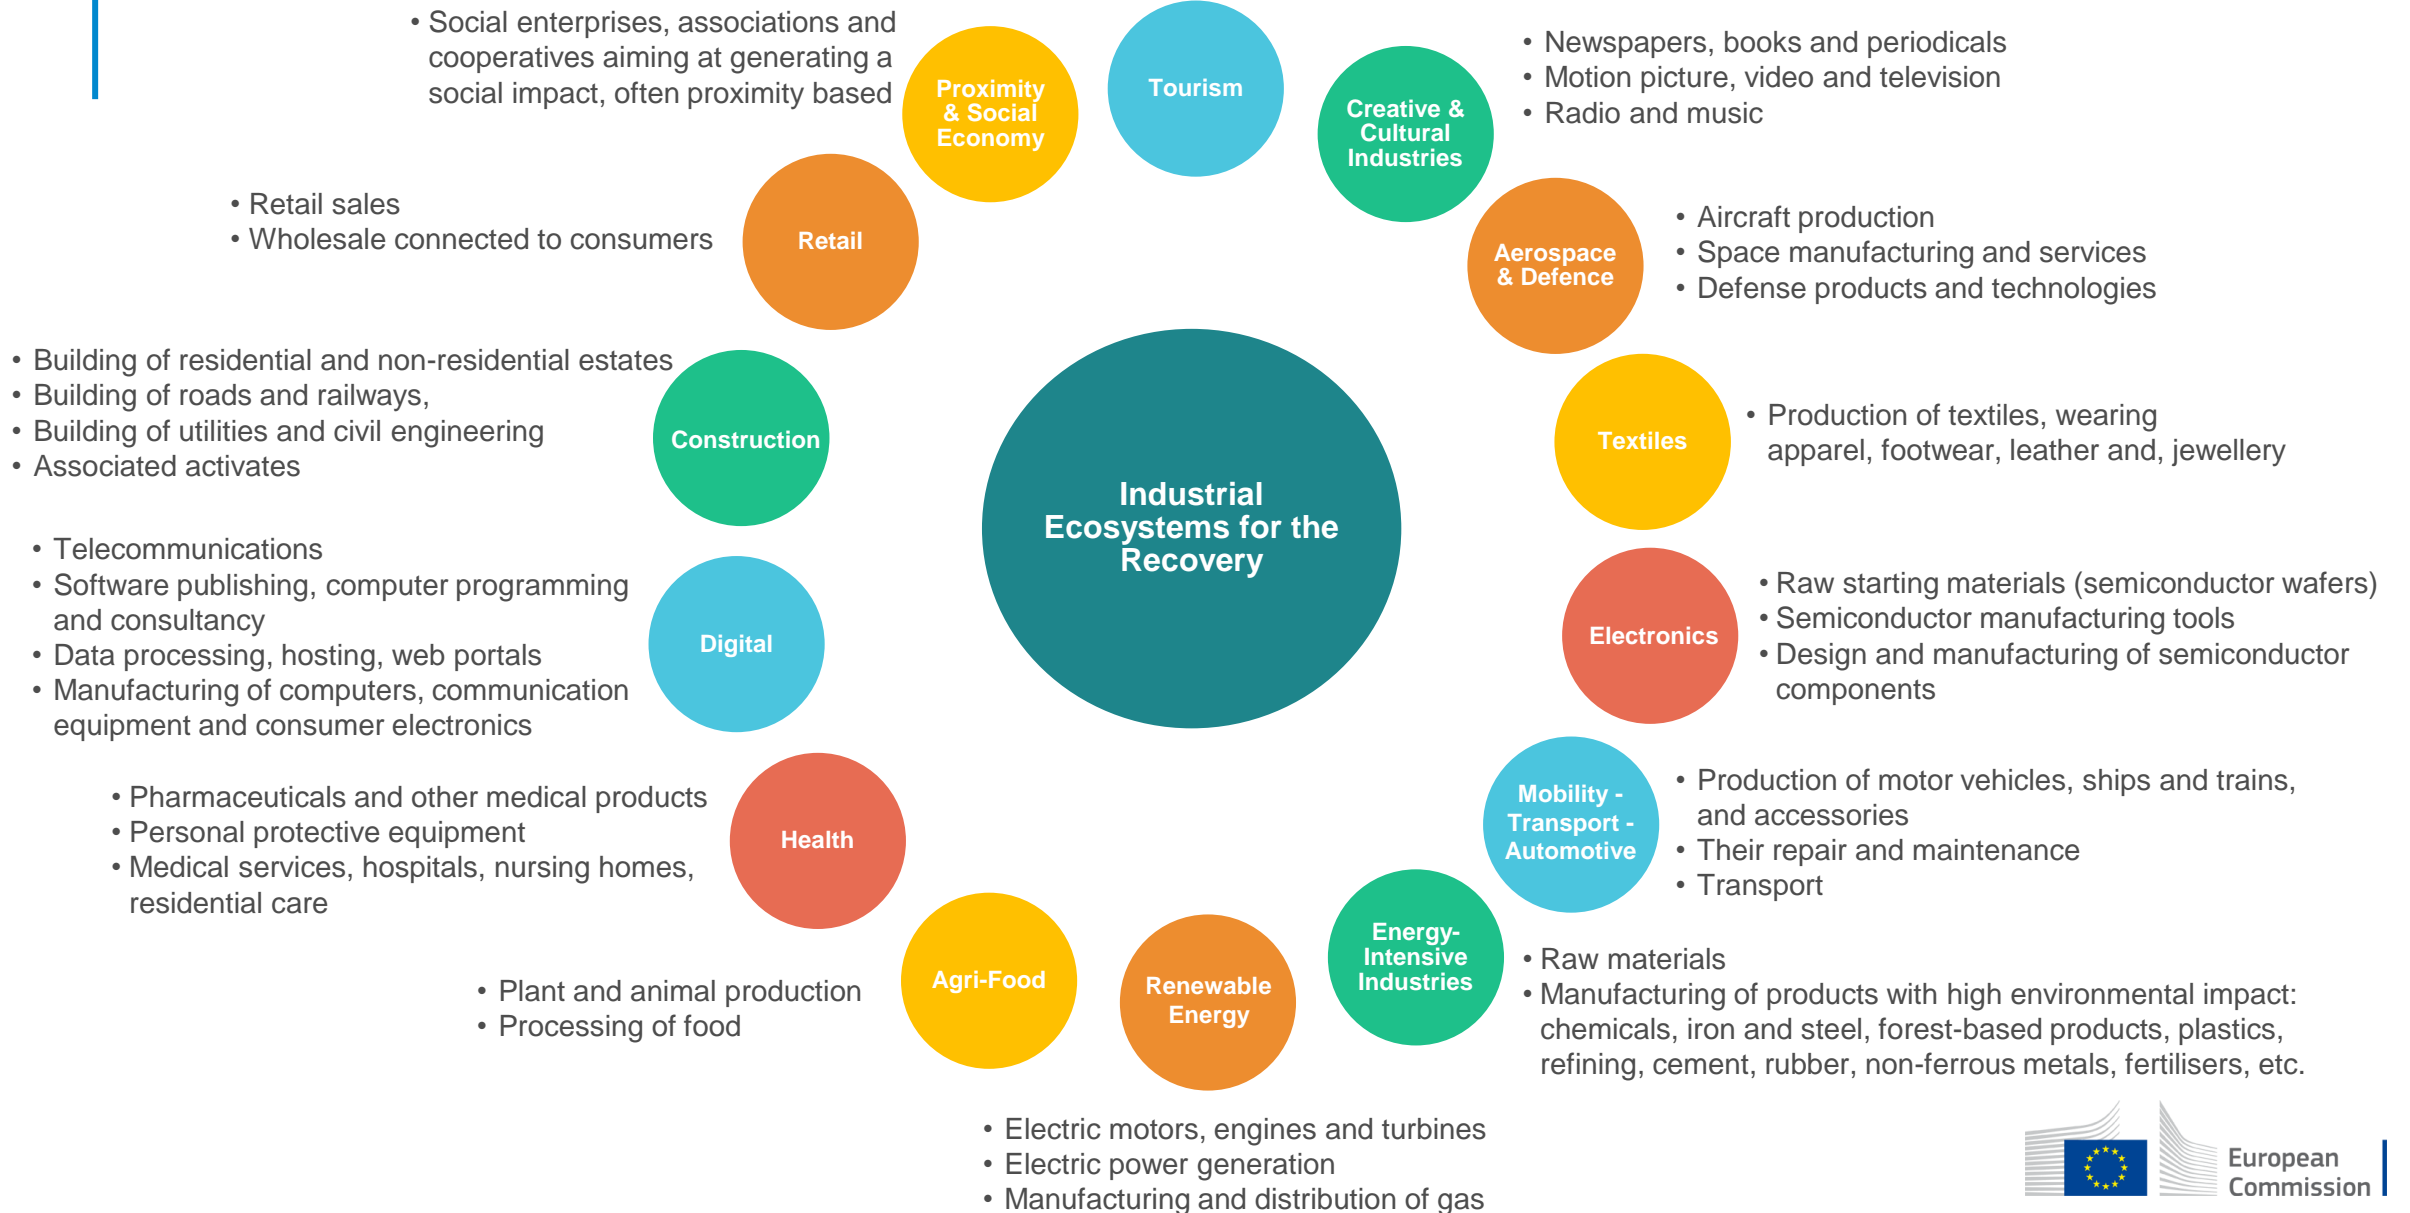 • Social enterprises, associations and
cooperatives aiming at generating a
social impact, often proximity based
Proximity
& Social
Economy
Tourism
Creative &
Cultural
Industries
• Newspapers, books and periodicals
• Motion picture, video and television
• Radio and music
• Retail sales
• Wholesale connected to consumers
Retail
Aerospace
& Defence
• Aircraft production
• Space manufacturing and services
• Defense products and technologies
• Building of residential and non-residential estates
• Building of roads and railways,
• Building of utilities and civil engineering
• Associated activates
Construction
Textiles
• Production of textiles, wearing
apparel, footwear, leather and, jewellery
Industrial
Ecosystems for the
Recovery
• Telecommunications
• Software publishing, computer programming
and consultancy
• Data processing, hosting, web portals
• Manufacturing of computers, communication
equipment and consumer electronics
Digital
Electronics
• Raw starting materials (semiconductor wafers)
• Semiconductor manufacturing tools
• Design and manufacturing of semiconductor
components
• Pharmaceuticals and other medical products
• Personal protective equipment
• Medical services, hospitals, nursing homes,
residential care
Health
Mobility -
Transport -
Automotive
• Production of motor vehicles, ships and trains,
and accessories
• Their repair and maintenance
• Transport
• Plant and animal production
• Processing of food
Agri-Food
Renewable
Energy
Energy-
Intensive
Industries
• Raw materials
• Manufacturing of products with high environmental impact:
chemicals, iron and steel, forest-based products, plastics,
refining, cement, rubber, non-ferrous metals, fertilisers, etc.
• Electric motors, engines and turbines
• Electric power generation
• Manufacturing and distribution of gas
European
Commission